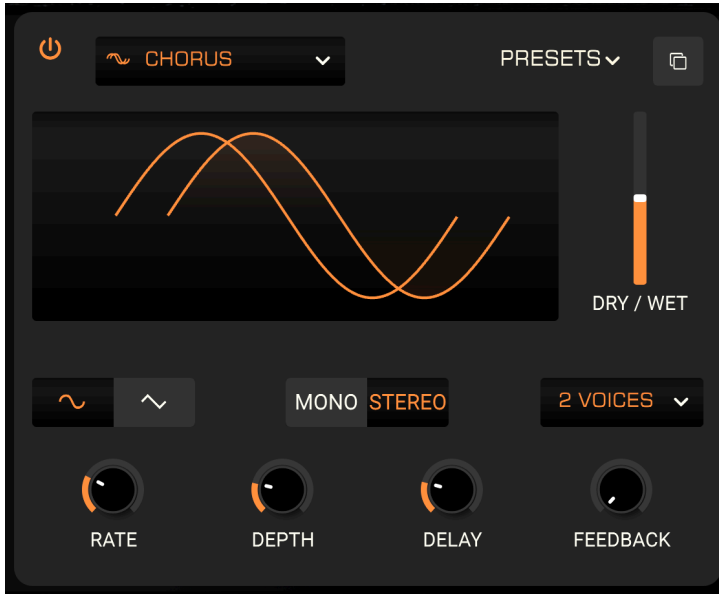 CHORUS
PRESETS
DRY / WET
MONO STEREO
2 VOICES
RATE
DEPTH
DELAY
FEEDBACK